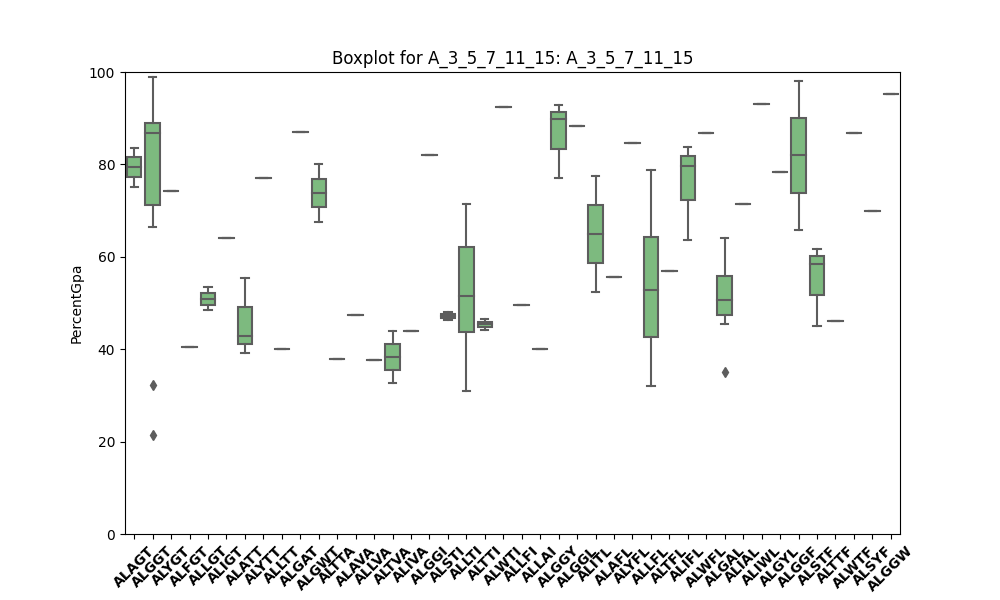 Boxplot for A_3_5_7_11_15: A_3_5_7_11_15
PercentGpa
100
80
60
40
20
0
ALAGT
ALGGT
ALYGT
ALFGT
ALLGT
ALIGT
ALATT
ALYTT
ALLTT
ALGAT
ALGWT
ALTTA
ALAVA
ALLVA
ALTVA
ALIVA
ALGGI
ALSTI
ALLTI
ALTTI
ALWTI
ALLFI
ALLAI
ALGGY
ALGGL
ALITL
ALAFL
ALYFL
ALLFL
ALTFL
ALIFL
ALWFL
ALGAL
ALIAL
ALIWL
ALGYL
ALGGF
ALSTF
ALTTF
ALWTF
ALSYF
ALGGW